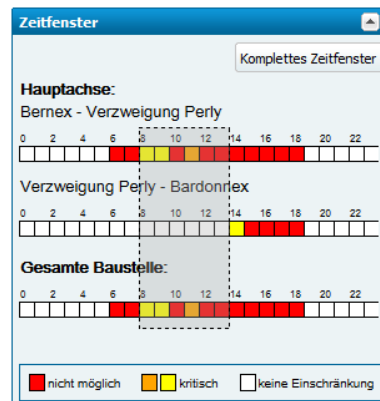 Zeitfenster
Komplettes Zeitfenster
Hauptachse:
Bernex - Verzweigung Perly
0 2 4 6 8 10 12 14 16 18 20 22
Verzweigung Perly - Bardonnex
0 2 4 6 8 10 12 14 16 18 20 22
Gesamte Baustelle:
0 2 4 6 8 10 12 14 16 18 20 22
nicht möglich kritisch keine Einschränkung